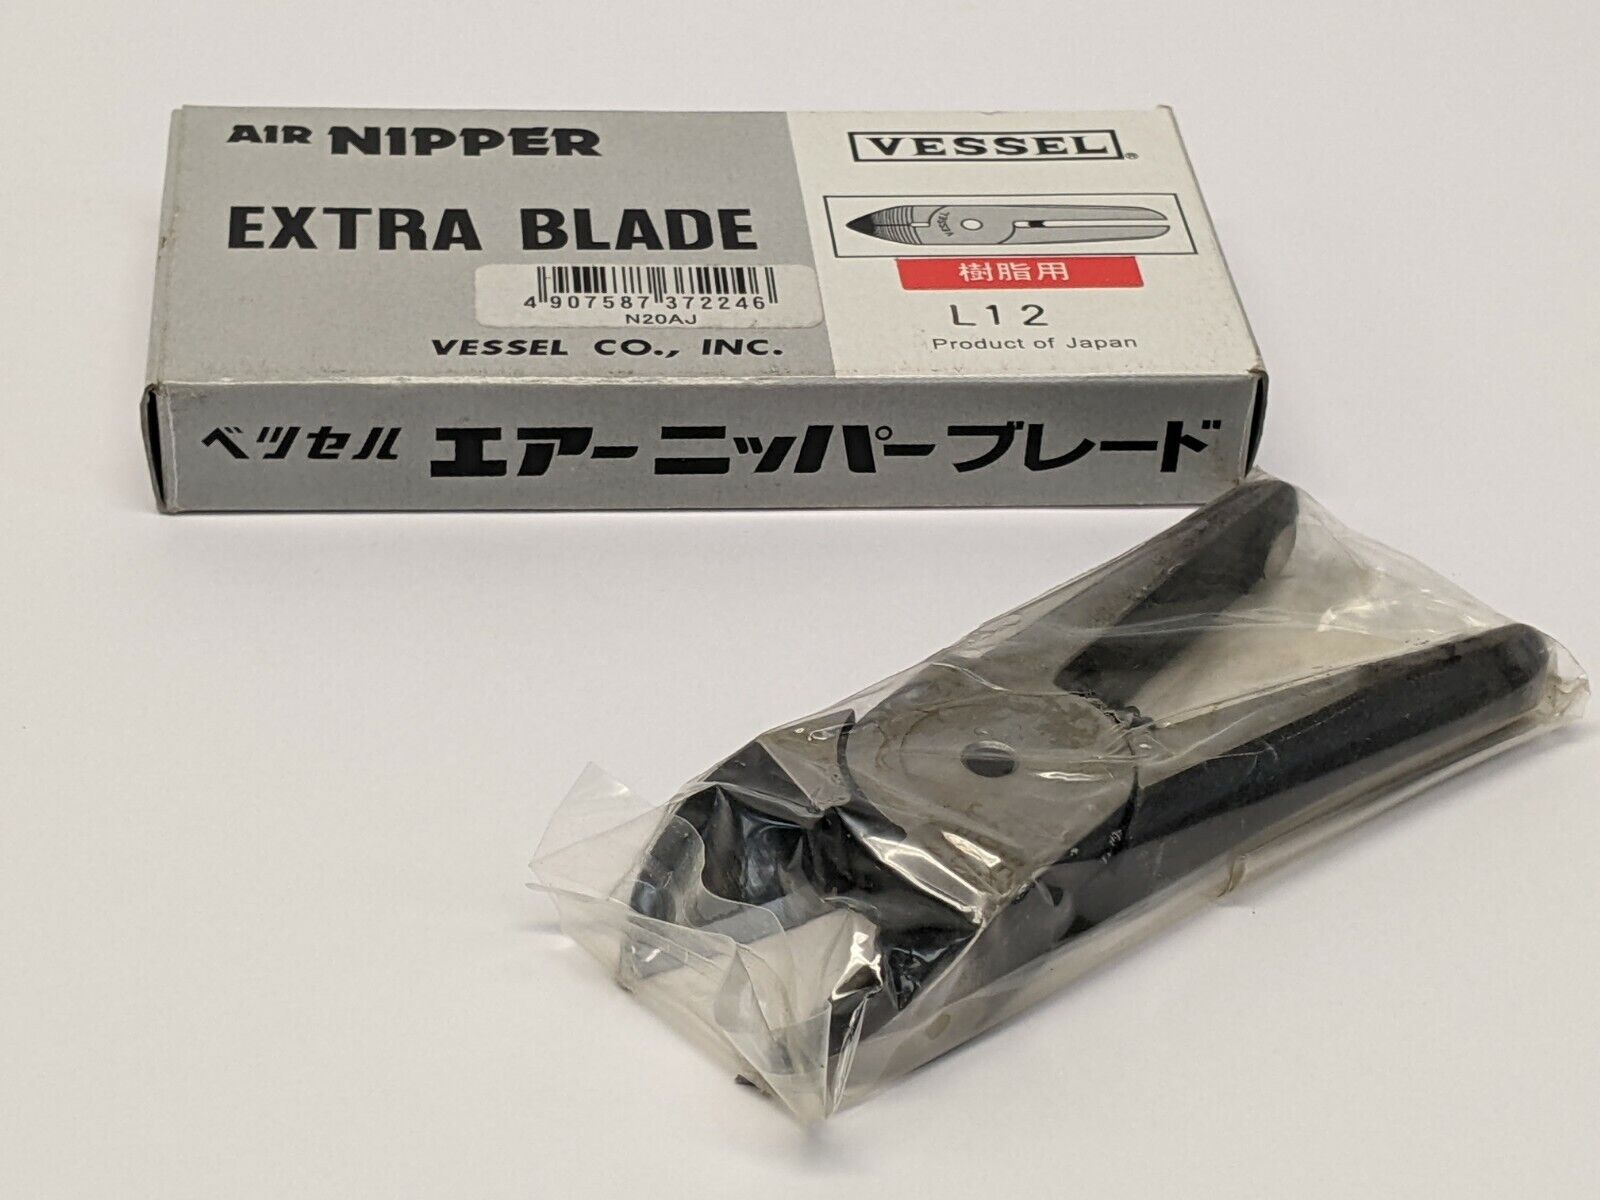 AIR NIPPER
EXTRA BLADE
4 907587 372246
N20AJ
VESSEL CO., INC.
VESSEL®
VESSEL
樹脂用
L12
Product of Japan
ベッセル エアーニッパーブレード